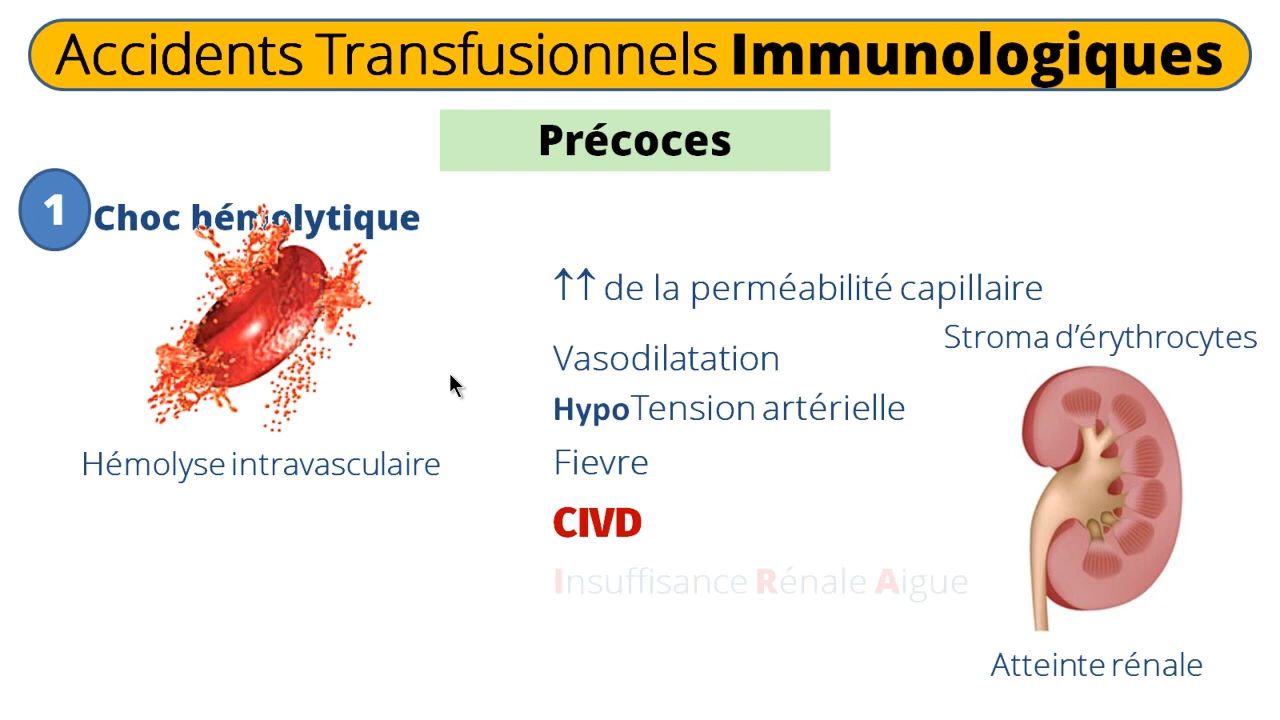 Accidents Transfusionnels Immunologiques
Précoces
1
Choc hémolytique
↑↑ de la perméabilité capillaire
Stroma d’érythrocytes
Vasodilatation
HypoTension artérielle
Hémolyse intravasculaire
Fievre
CIVD
Insuffisance Rénale Aigue
Atteinte rénale